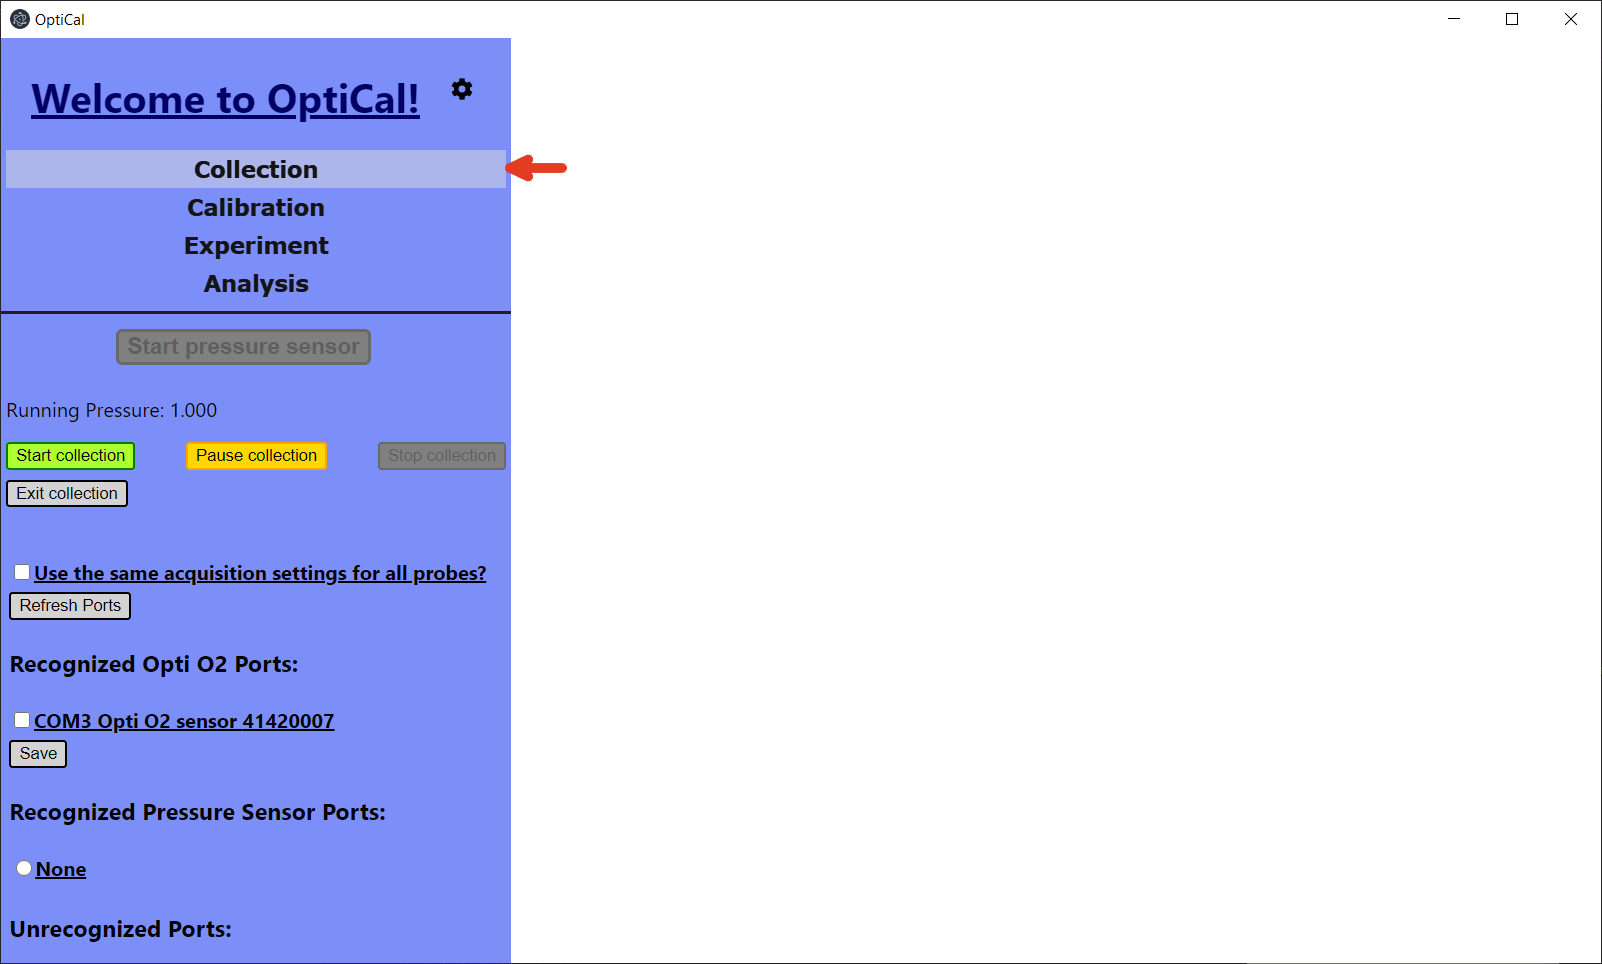 OptiCal
Welcome to OptiCal!
Collection
Calibration
Experiment
Analysis
Start pressure sensor
Running Pressure: 1.000
Start collection Pause collection Stop collection
Exit collection
Use the same acquisition settings for all probes?
Refresh Ports
Recognized Opti O2 Ports:
COM3 Opti O2 sensor 41420007
Save
Recognized Pressure Sensor Ports:
None
Unrecognized Ports: